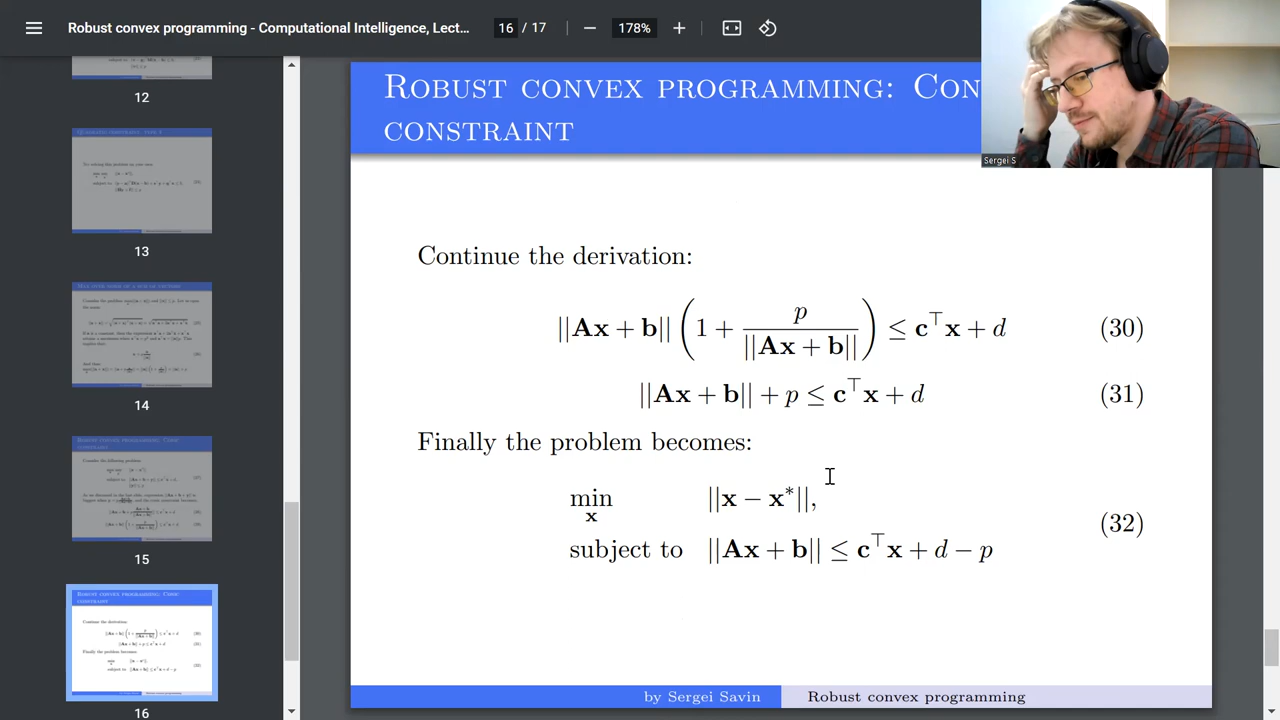 Robust convex programming - Computational Intelligence, Lect...
16 / 17
178%
Sergei S
12
13
14
15
16
Robust convex programming: Con
constraint
Continue the derivation:
||Ax + b|| (1 + p / ||Ax + b||) ≤ c⊤x + d (30)
||Ax + b|| + p ≤ c⊤x + d (31)
Finally the problem becomes:
min x ||x − x*||,
subject to ||Ax + b|| ≤ c⊤x + d − p (32)
by Sergei Savin Robust convex programming